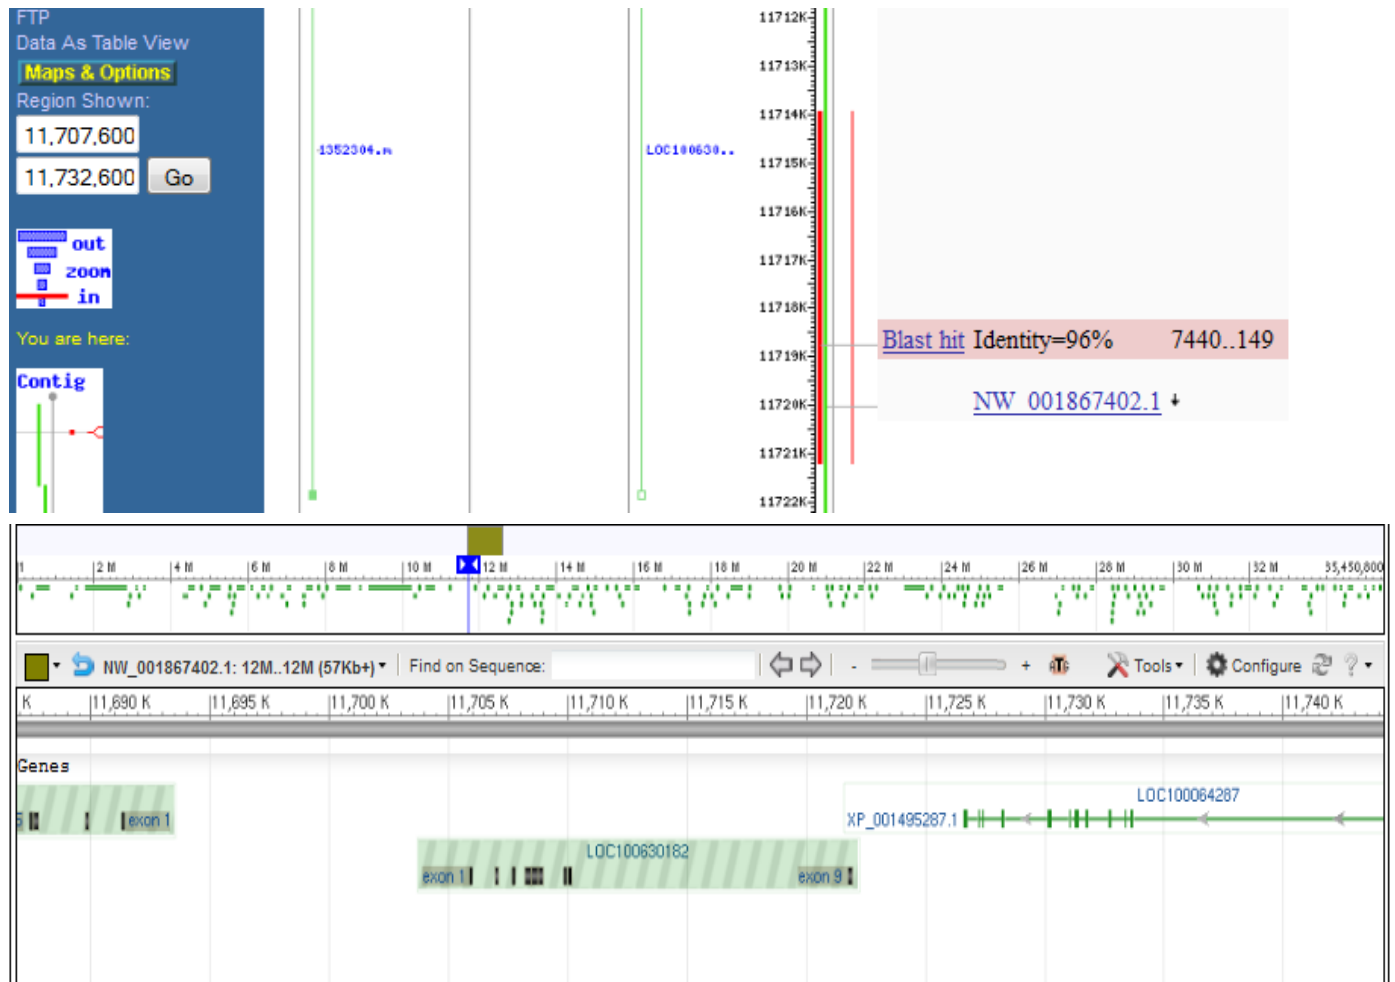 FTP
Data As Table View
Maps & Options
Region Shown:
11,707,600
11,732,600 Go
out
zoom
in
You are here:
Contig
1352304.m
LOC100630..
11712K
11713K
11714K
11715K
11716K
11717K
11718K
11719K
11720K
11721K
11722K
Blast hit Identity=96% 7440..149
NW_001867402.1
1 2 M 4 M 6 M 8 M 10 M 12 M 14 M 16 M 18 M 20 M 22 M 24 M 26 M 28 M 30 M 32 M 35,450,800
NW_001867402.1: 12M..12M (57Kb+) Find on Sequence: - + ATG Tools Configure ?
K 11,690 K 11,695 K 11,700 K 11,705 K 11,710 K 11,715 K 11,720 K 11,725 K 11,730 K 11,735 K 11,740 K
Genes
LOC100064287
5 exon 1 XP_001495287.1
LOC100630182
exon 1 exon 9